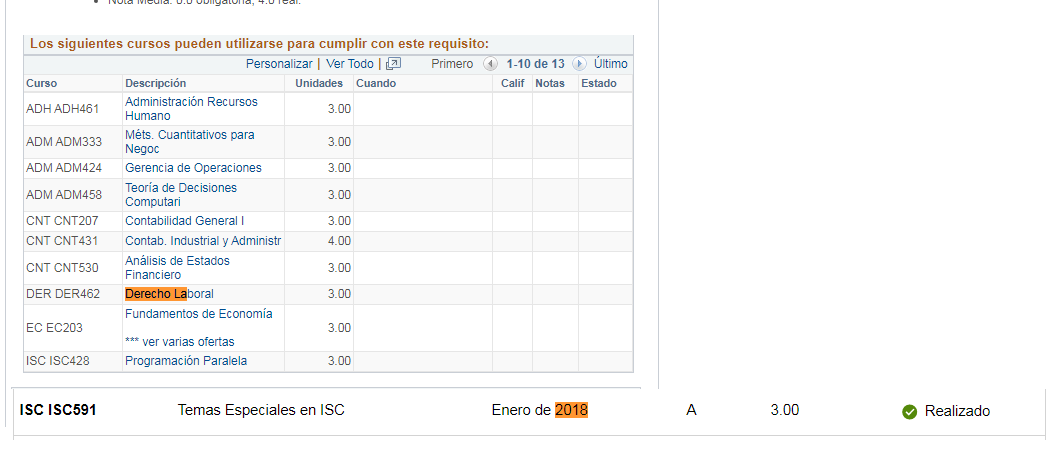 Nota Media: 0.0 obligatoria, 4.0 real.
Los siguientes cursos pueden utilizarse para cumplir con este requisito:
Personalizar | Ver Todo | Primero 1-10 de 13 Último
Curso Descripción Unidades Cuando Calif Notas Estado
ADH ADH461 Administración Recursos Humano 3.00
ADM ADM333 Méts. Cuantitativos para Negoc 3.00
ADM ADM424 Gerencia de Operaciones 3.00
ADM ADM458 Teoría de Decisiones Computari 3.00
CNT CNT207 Contabilidad General I 3.00
CNT CNT431 Contab. Industrial y Administr 4.00
CNT CNT530 Análisis de Estados Financiero 3.00
DER DER462 Derecho Laboral 3.00
EC EC203 Fundamentos de Economía 3.00
*** ver varias ofertas
ISC ISC428 Programación Paralela 3.00
ISC ISC591 Temas Especiales en ISC Enero de 2018 A 3.00 Realizado